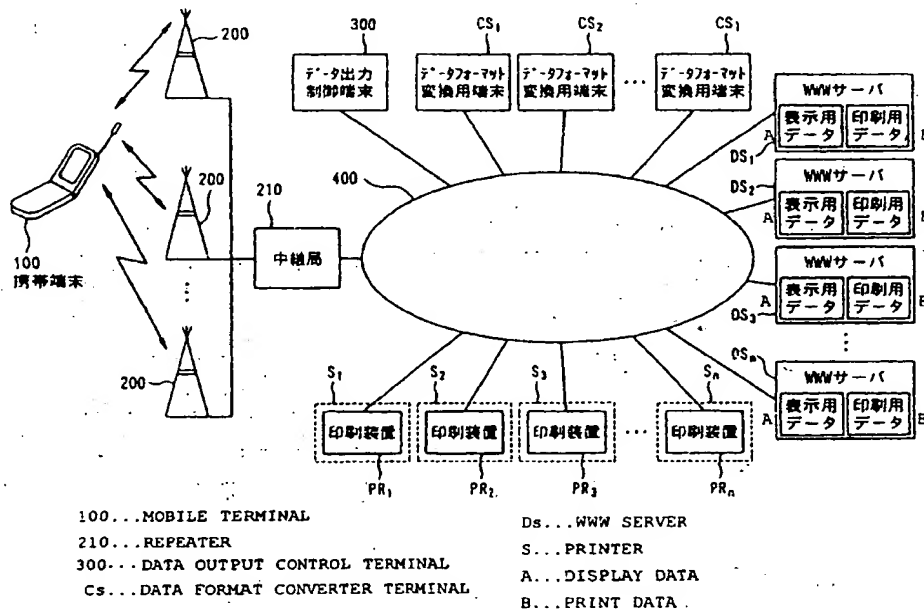 200
300
CS₁
CS₂
CS₁
データ出力
制御端末
データフォーマット
変換用端末
データフォーマット
変換用端末
...
データフォーマット
変換用端末
WWWサーバ
A
表示用
データ
印刷用
データ
B
DS₁
WWWサーバ
DS₂
A
表示用
データ
印刷用
データ
B
WWWサーバ
A
表示用
データ
印刷用
データ
B
DS₃
...
DSₙ
WWWサーバ
A
表示用
データ
印刷用
データ
B
100
携帯端末
200
...
200
210
中継局
400
S₁
S₂
S₃
Sₙ
印刷装置
印刷装置
印刷装置
...
印刷装置
PR₁
PR₂
PR₃
PRₙ
100...MOBILE TERMINAL
210...REPEATER
300...DATA OUTPUT CONTROL TERMINAL
Cs...DATA FORMAT CONVERTER TERMINAL
Ds...WWW SERVER
S...PRINTER
A...DISPLAY DATA
B...PRINT DATA